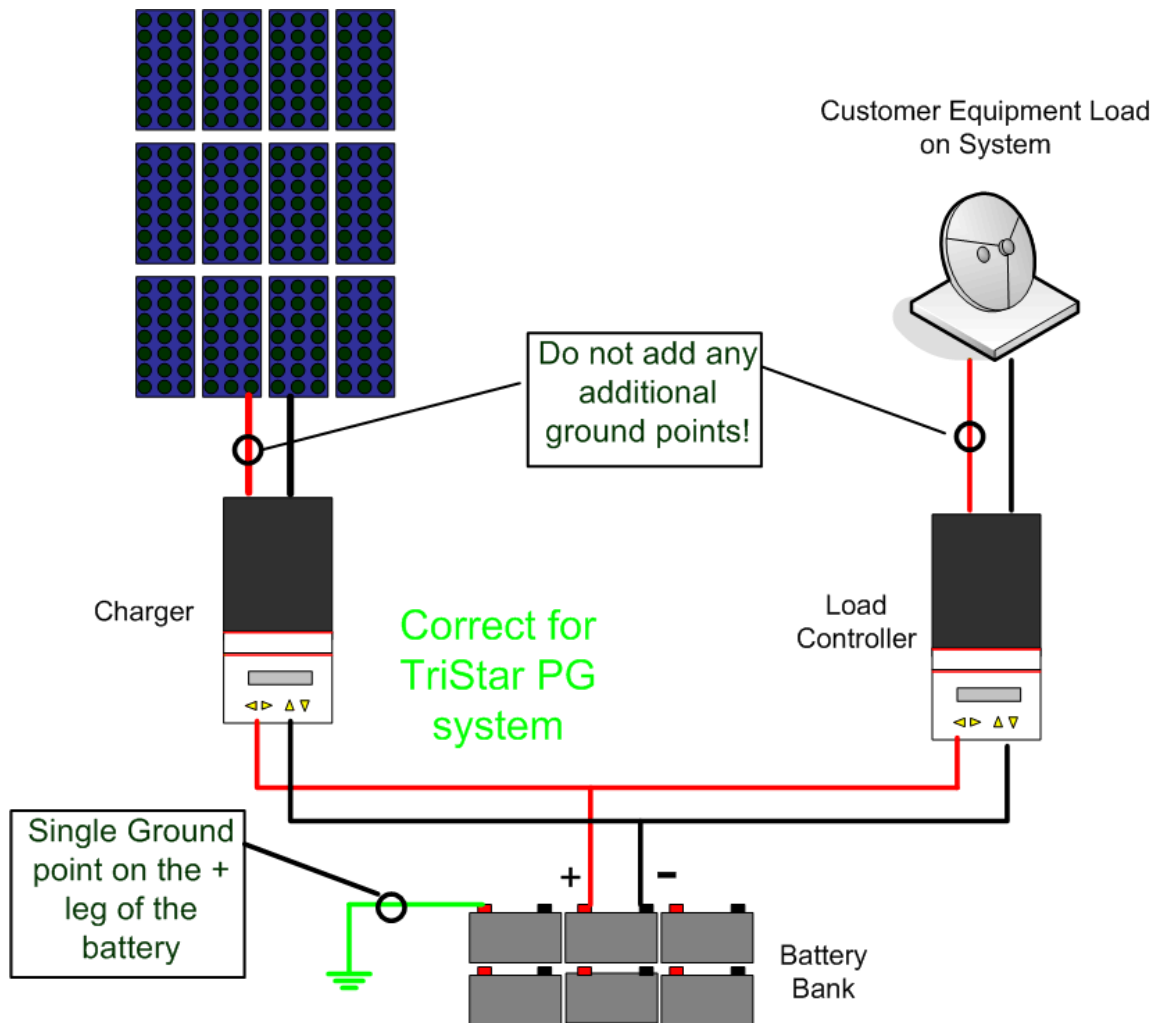 Customer Equipment Load
on System
Do not add any
additional
ground points!
Charger
Load
Controller
Correct for
TriStar PG
system
Single Ground
point on the +
leg of the
battery
+
-
Battery
Bank